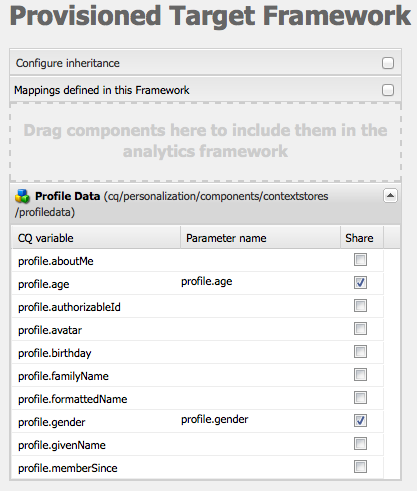 Provisioned Target Framework
Configure inheritance
Mappings defined in this Framework
Drag components here to include them in the
analytics framework
Profile Data (cq/personalization/components/contextstores
/profiledata)
CQ variable Parameter name Share
profile.aboutMe
profile.age profile.age
profile.authorizableId
profile.avatar
profile.birthday
profile.familyName
profile.formattedName
profile.gender profile.gender
profile.givenName
profile.memberSince